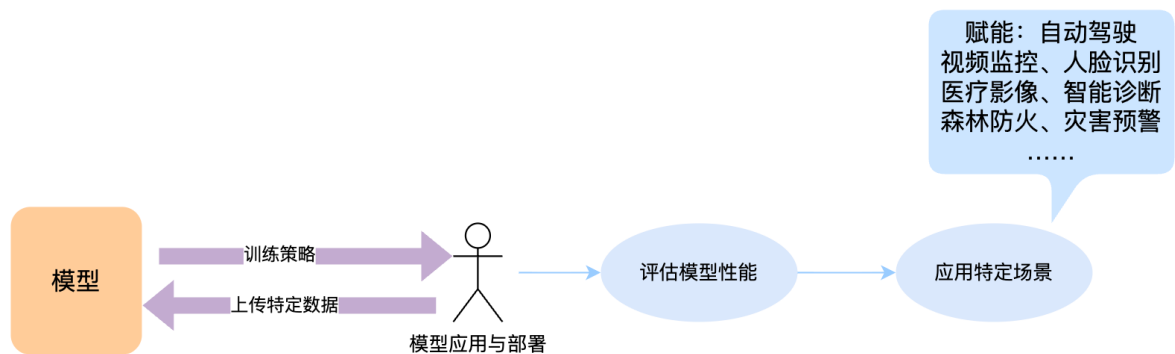 赋能：自动驾驶
视频监控、人脸识别
医疗影像、智能诊断
森林防火、灾害预警
……
模型
训练策略
上传特定数据
模型应用与部署
评估模型性能
应用特定场景